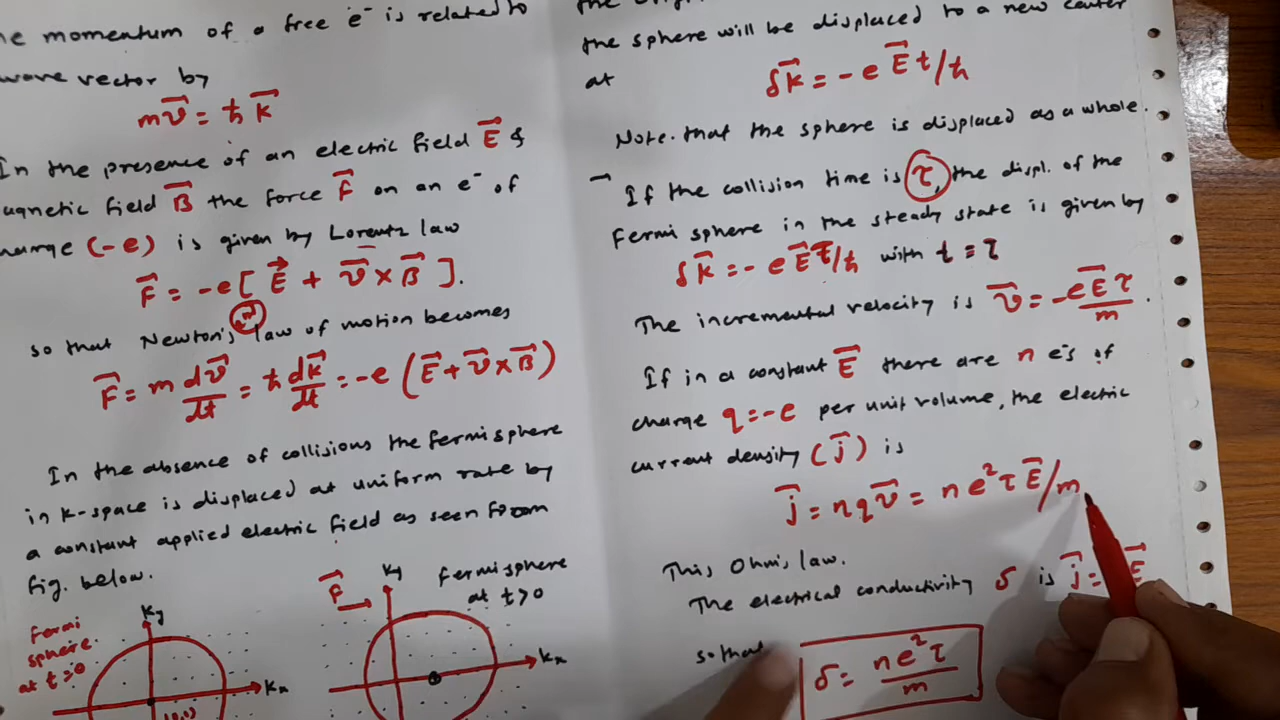 momentum of a free e⁻ is related to
wave vector by
m𝑣⃗ = ħ k⃗
In the presence of an electric field E⃗ &
magnetic field B⃗ the force F⃗ on an e⁻ of
charge (-e) is given by Lorentz law
F⃗ = -e[ E⃗ + 𝑣⃗ × B⃗ ].
so that Newton's 2nd law of motion becomes
F⃗ = m d𝑣⃗/dt = ħ dk⃗/dt = -e (E⃗ + 𝑣⃗ × B⃗)
In the absence of collisions the fermisphere
in k-space is displaced at uniform rate by
a constant applied electric field as seen from
fig. below.
fermi
sphere.
at t>0
ky
kx
(0,0)
F⃗
ky
fermisphere
at t>0
kx
the sphere will be displaced to a new center
at
δk⃗ = -e E⃗ t/ħ
Note. that the sphere is displaced as a whole.
- If the collision time is τ, the displ. of the
Fermi sphere in the steady state is given by
δk⃗ = - e E⃗ τ/ħ with t = τ
The incremental velocity is 𝑣⃗ = -eE⃗τ/m.
If in a constant E⃗ there are n e's of
charge q=-e per unit volume, the electric
current density (j⃗) is
j⃗ = nq𝑣⃗ = ne²τE⃗/m
This Ohm's law.
The electrical conductivity δ is j⃗ = E⃗
so that
δ = ne²τ/m